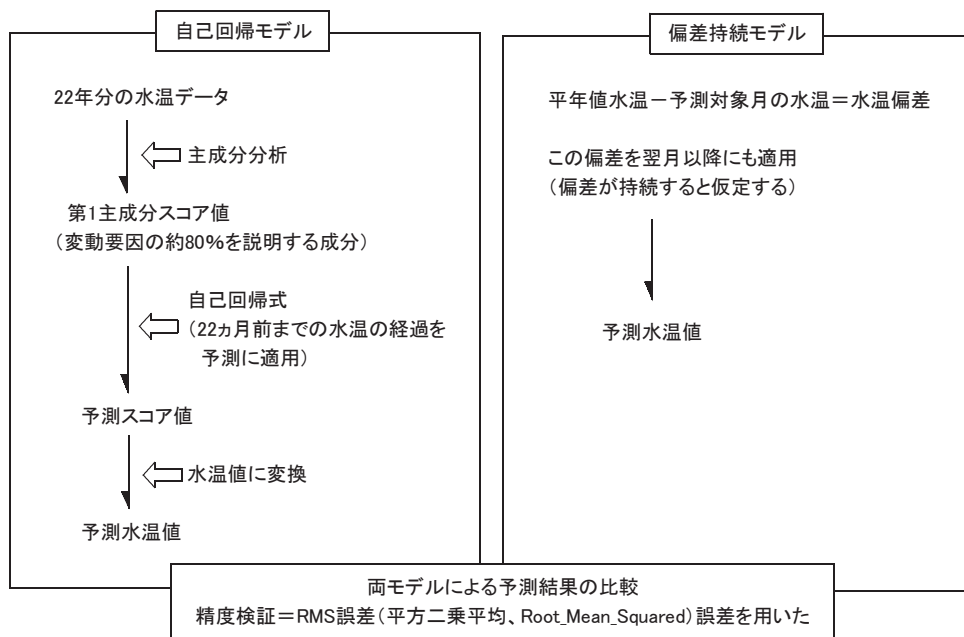 自己回帰モデル
22年分の水温データ
主成分分析
第1主成分スコア値
(変動要因の約80%を説明する成分)
自己回帰式
(22ヵ月前までの水温の経過を
予測に適用)
予測スコア値
水温値に変換
予測水温値
偏差持続モデル
平年値水温-予測対象月の水温=水温偏差
この偏差を翌月以降にも適用
(偏差が持続すると仮定する)
予測水温値
両モデルによる予測結果の比較
精度検証=RMS誤差(平方二乗平均、Root_Mean_Squared)誤差を用いた